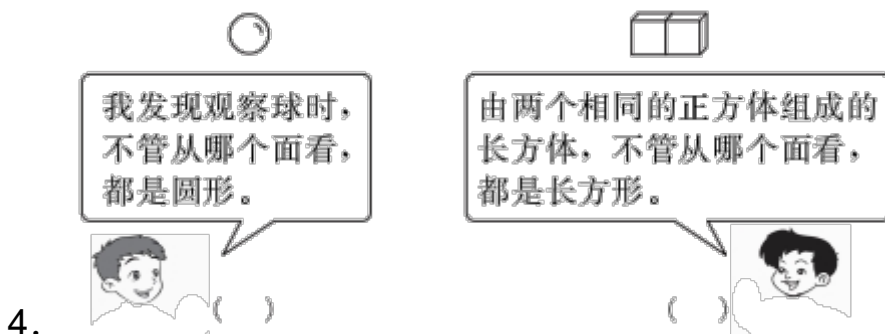 我发现观察球时,
不管从哪个面看,
都是圆形。
由两个相同的正方体组成的
长方体,不管从哪个面看,
都是长方形。
4. ( ) ( )